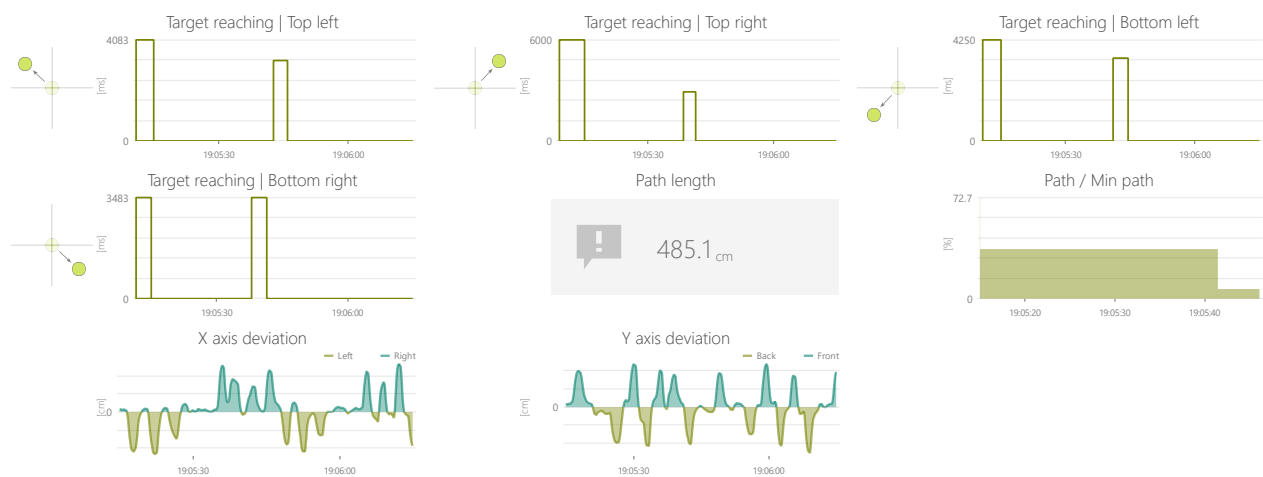 Target reaching | Top left
4083
[ms]
0
19:05:30
19:06:00
Target reaching | Top right
6000
[ms]
0
19:05:30
19:06:00
Target reaching | Bottom left
4250
[ms]
0
19:05:30
19:06:00
Target reaching | Bottom right
3483
[ms]
0
19:05:30
19:06:00
Path length
485.1 cm
Path / Min path
72.7
[%]
0
19:05:20
19:05:30
19:05:40
X axis deviation
Left
Right
[cm]
0
19:05:30
19:06:00
Y axis deviation
Back
Front
[cm]
0
19:05:30
19:06:00